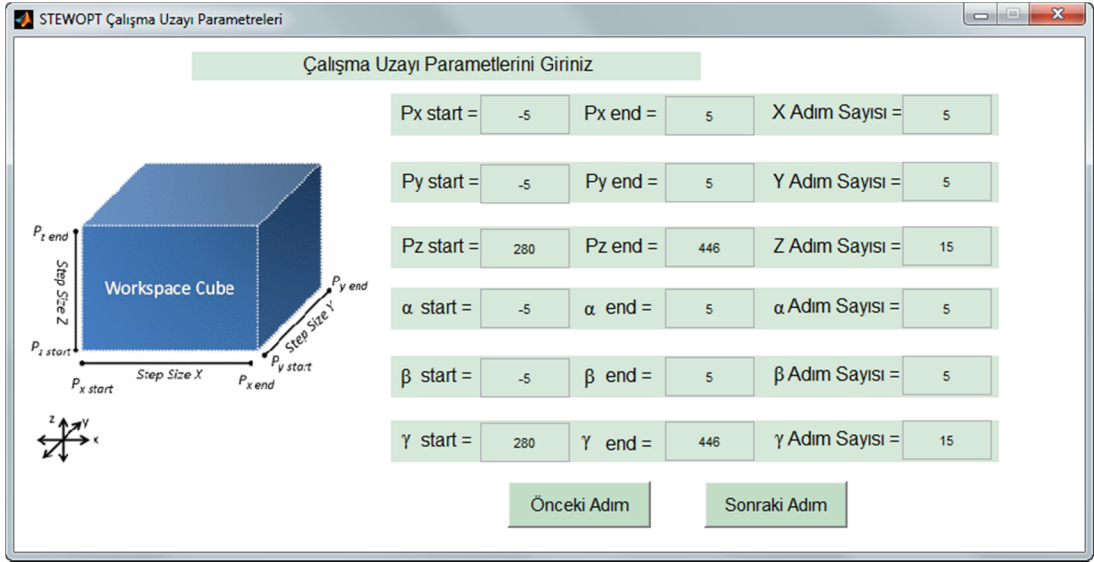 STEWOPT Çalışma Uzayı Parametreleri
Çalışma Uzayı Parametlerini Giriniz
Px start = -5 Px end = 5 X Adım Sayısı = 5
Py start = -5 Py end = 5 Y Adım Sayısı = 5
Pz start = 280 Pz end = 446 Z Adım Sayısı = 15
α start = -5 α end = 5 α Adım Sayısı = 5
β start = -5 β end = 5 β Adım Sayısı = 5
γ start = 280 γ end = 446 γ Adım Sayısı = 15
Pz end
Step Size Z
Workspace Cube
Py end
Step Size Y
Pz start
Py start
Step Size X
Px start
Px end
z
y
x
Önceki Adım Sonraki Adım